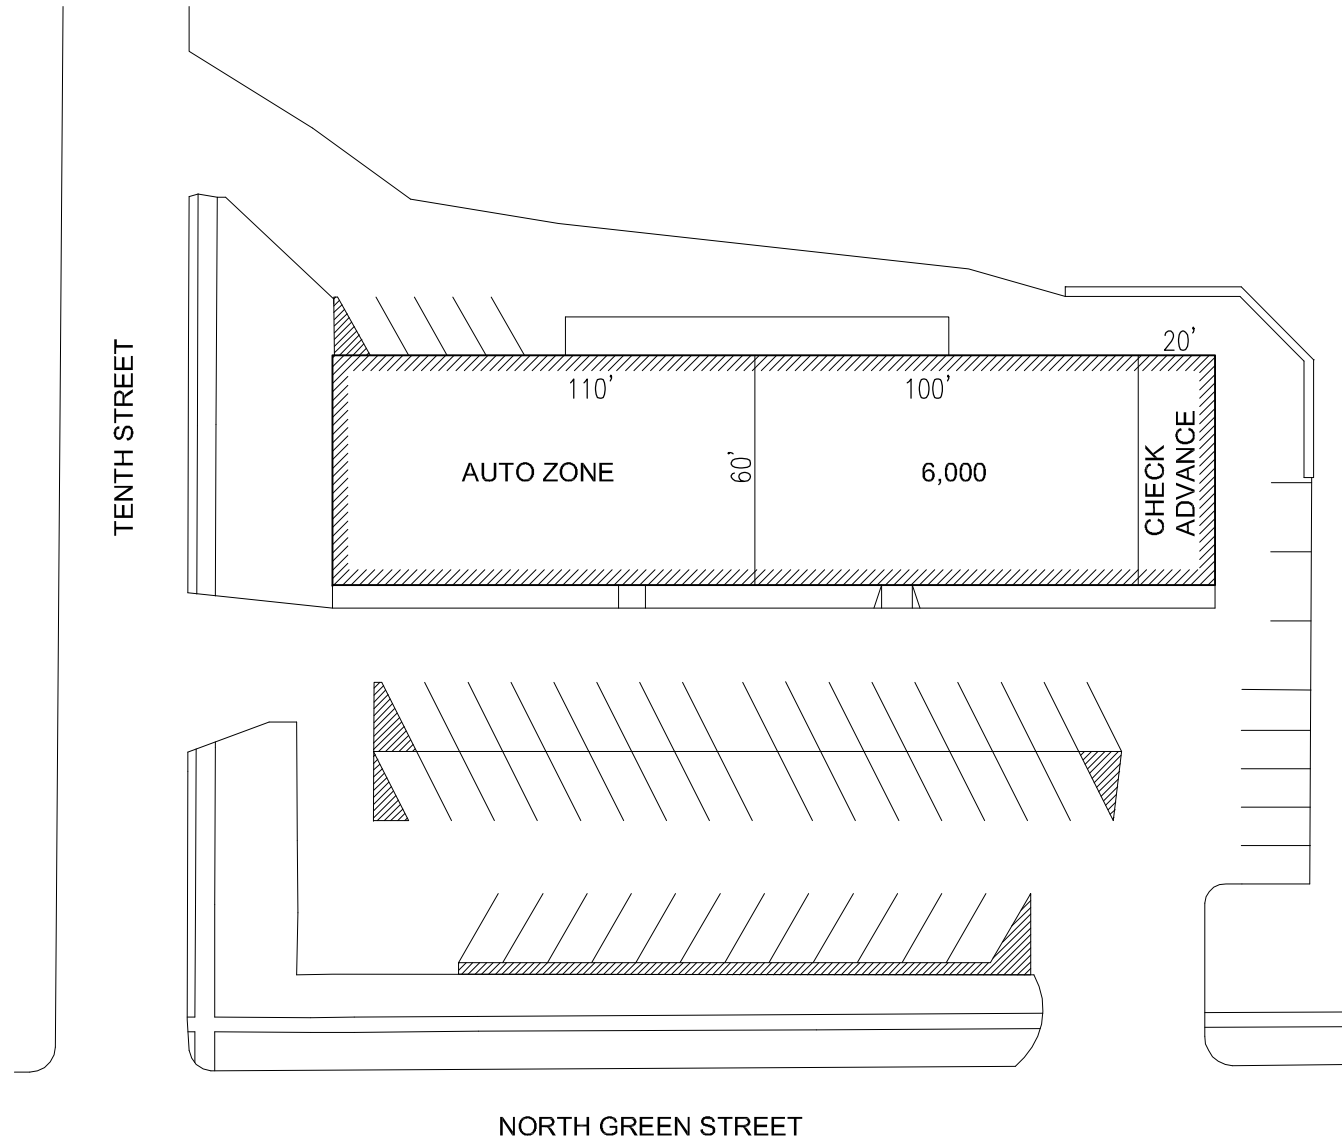 20'
110'
100'
TENTH STREET
AUTO ZONE
60'
6,000
CHECK
ADVANCE
NORTH GREEN STREET